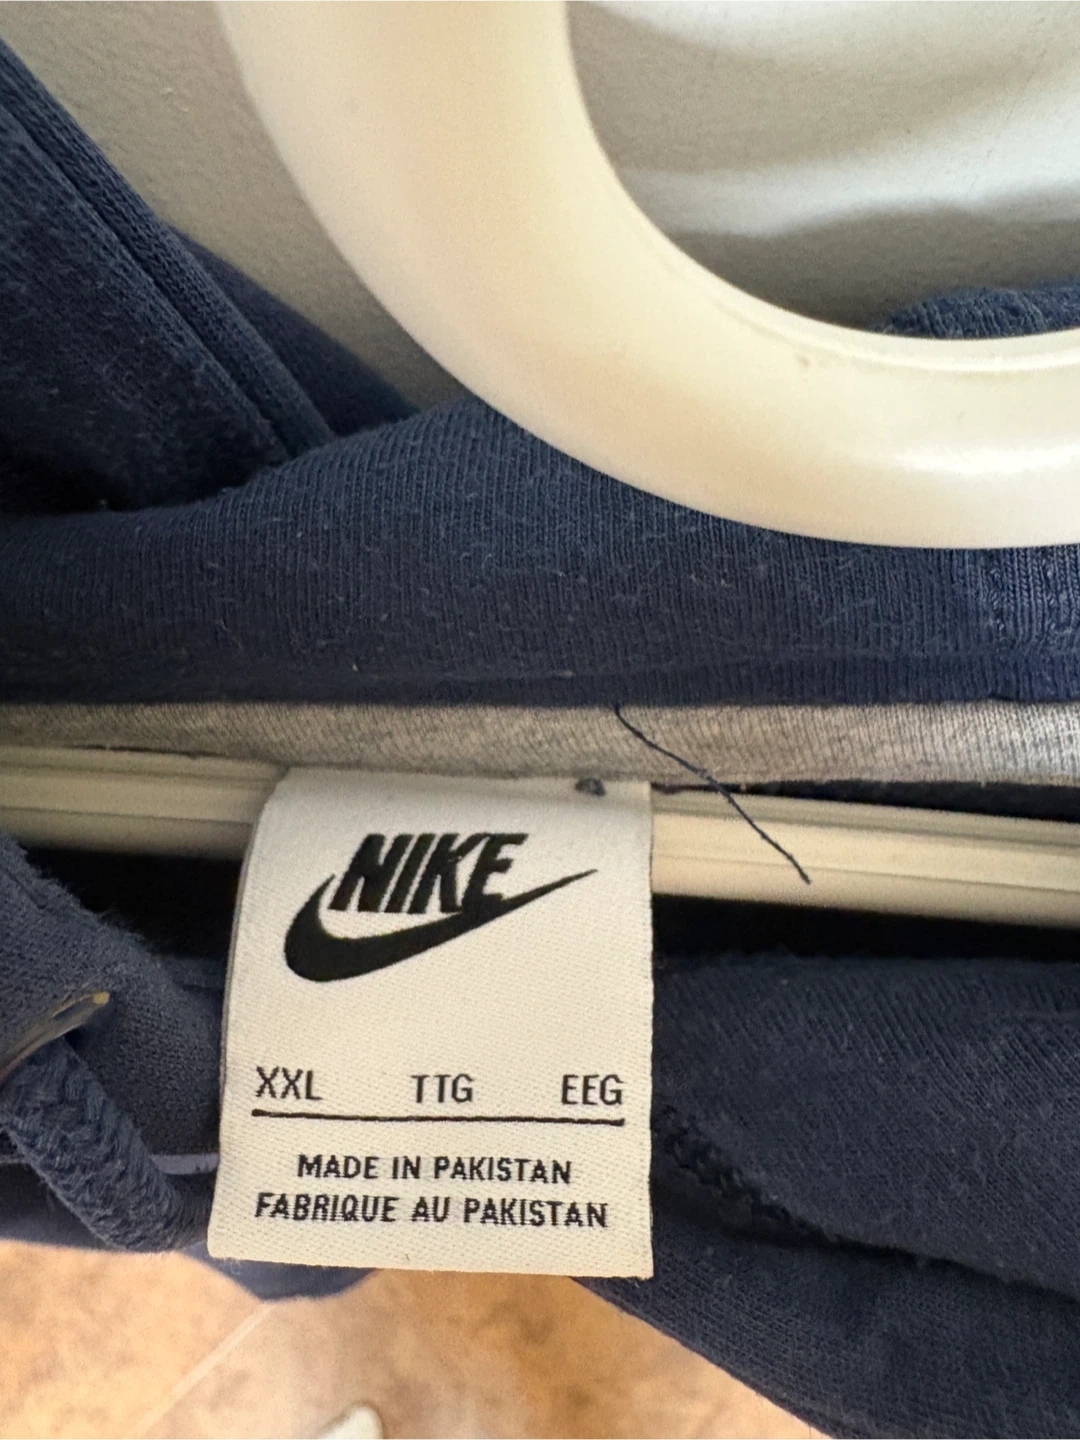 NIKE
XXL TTG EEG
MADE IN PAKISTAN
FABRIQUE AU PAKISTAN